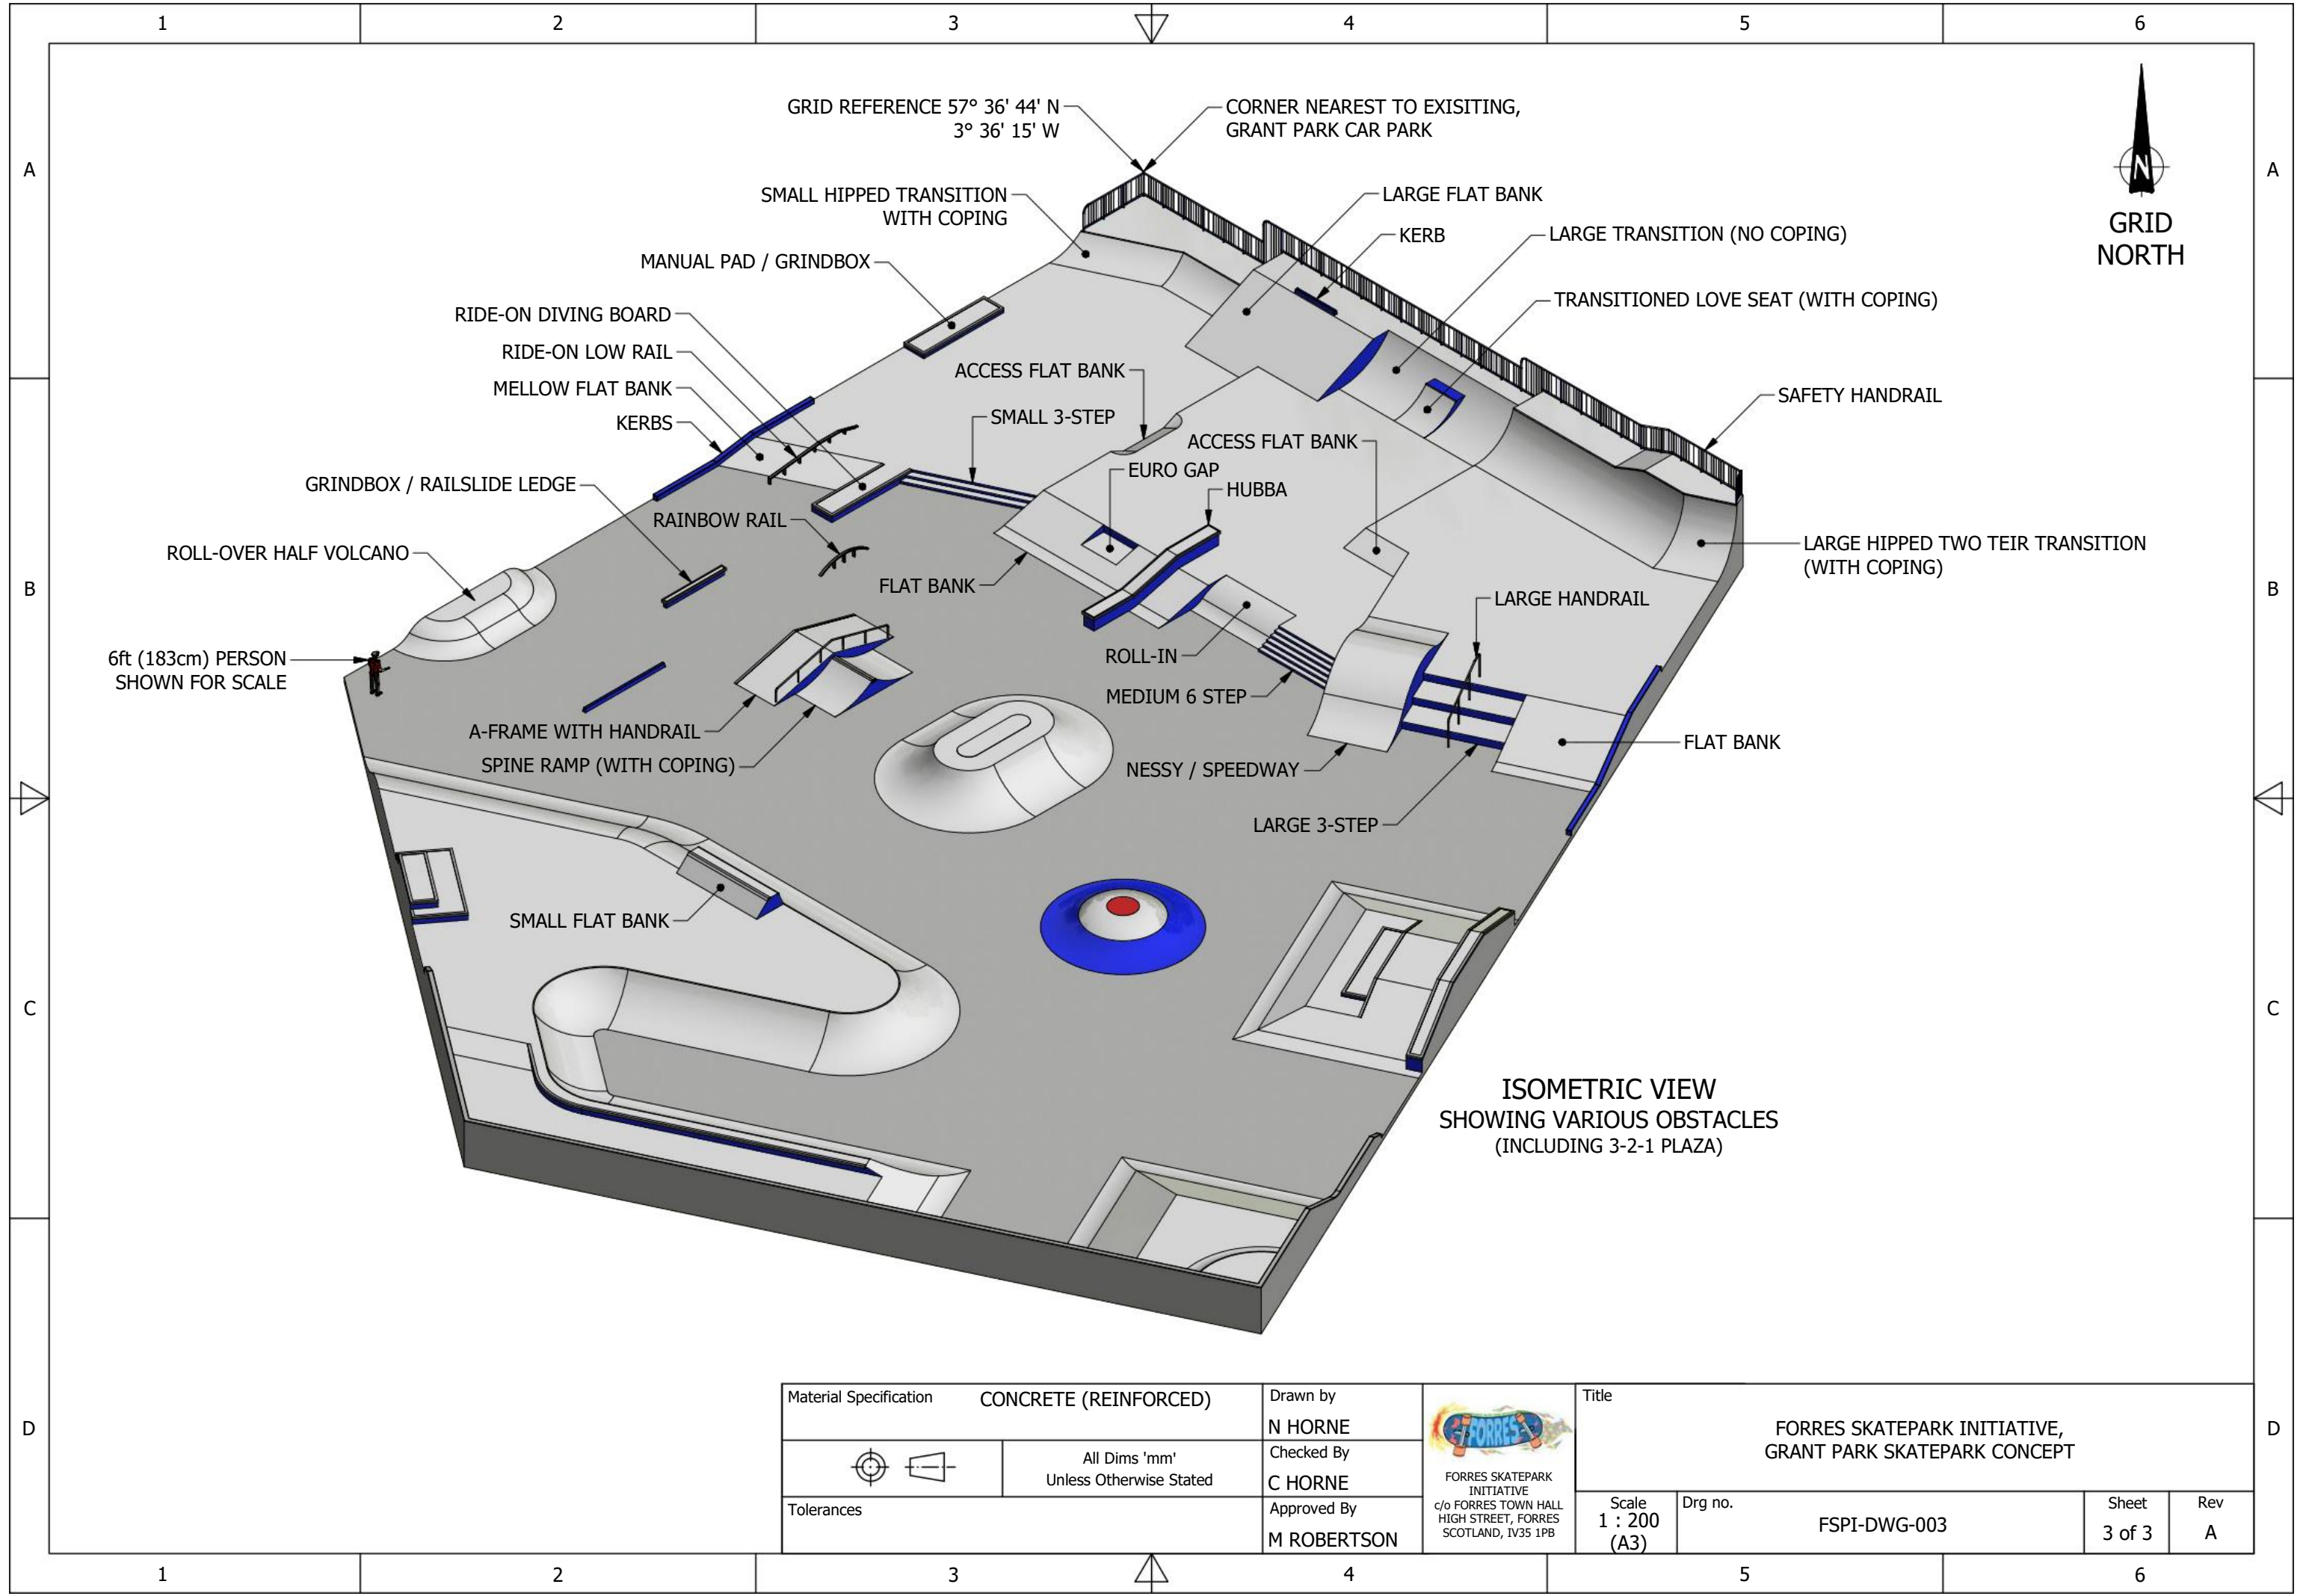 1 2 3 4 5 6
A
A
B
B
C
C
D
D
GRID REFERENCE 57° 36' 44' N
3° 36' 15' W
CORNER NEAREST TO EXISITING,
GRANT PARK CAR PARK
N
GRID
NORTH
SMALL HIPPED TRANSITION
WITH COPING
LARGE FLAT BANK
KERB
LARGE TRANSITION (NO COPING)
MANUAL PAD / GRINDBOX
TRANSITIONED LOVE SEAT (WITH COPING)
RIDE-ON DIVING BOARD
RIDE-ON LOW RAIL
ACCESS FLAT BANK
MELLOW FLAT BANK
SAFETY HANDRAIL
KERBS
SMALL 3-STEP
ACCESS FLAT BANK
EURO GAP
GRINDBOX / RAILSLIDE LEDGE
HUBBA
RAINBOW RAIL
ROLL-OVER HALF VOLCANO
LARGE HIPPED TWO TEIR TRANSITION
(WITH COPING)
FLAT BANK
LARGE HANDRAIL
6ft (183cm) PERSON
SHOWN FOR SCALE
ROLL-IN
MEDIUM 6 STEP
A-FRAME WITH HANDRAIL
FLAT BANK
SPINE RAMP (WITH COPING)
NESSY / SPEEDWAY
LARGE 3-STEP
SMALL FLAT BANK
ISOMETRIC VIEW
SHOWING VARIOUS OBSTACLES
(INCLUDING 3-2-1 PLAZA)
Material Specification CONCRETE (REINFORCED)
All Dims 'mm'
Unless Otherwise Stated
Tolerances
Drawn by
N HORNE
Checked By
C HORNE
Approved By
M ROBERTSON
FORRES
FORRES SKATEPARK
INITIATIVE
c/o FORRES TOWN HALL
HIGH STREET, FORRES
SCOTLAND, IV35 1PB
Title
FORRES SKATEPARK INITIATIVE,
GRANT PARK SKATEPARK CONCEPT
Scale
1 : 200
(A3)
Drg no.
FSPI-DWG-003
Sheet
3 of 3
Rev
A
1 2 3 4 5 6